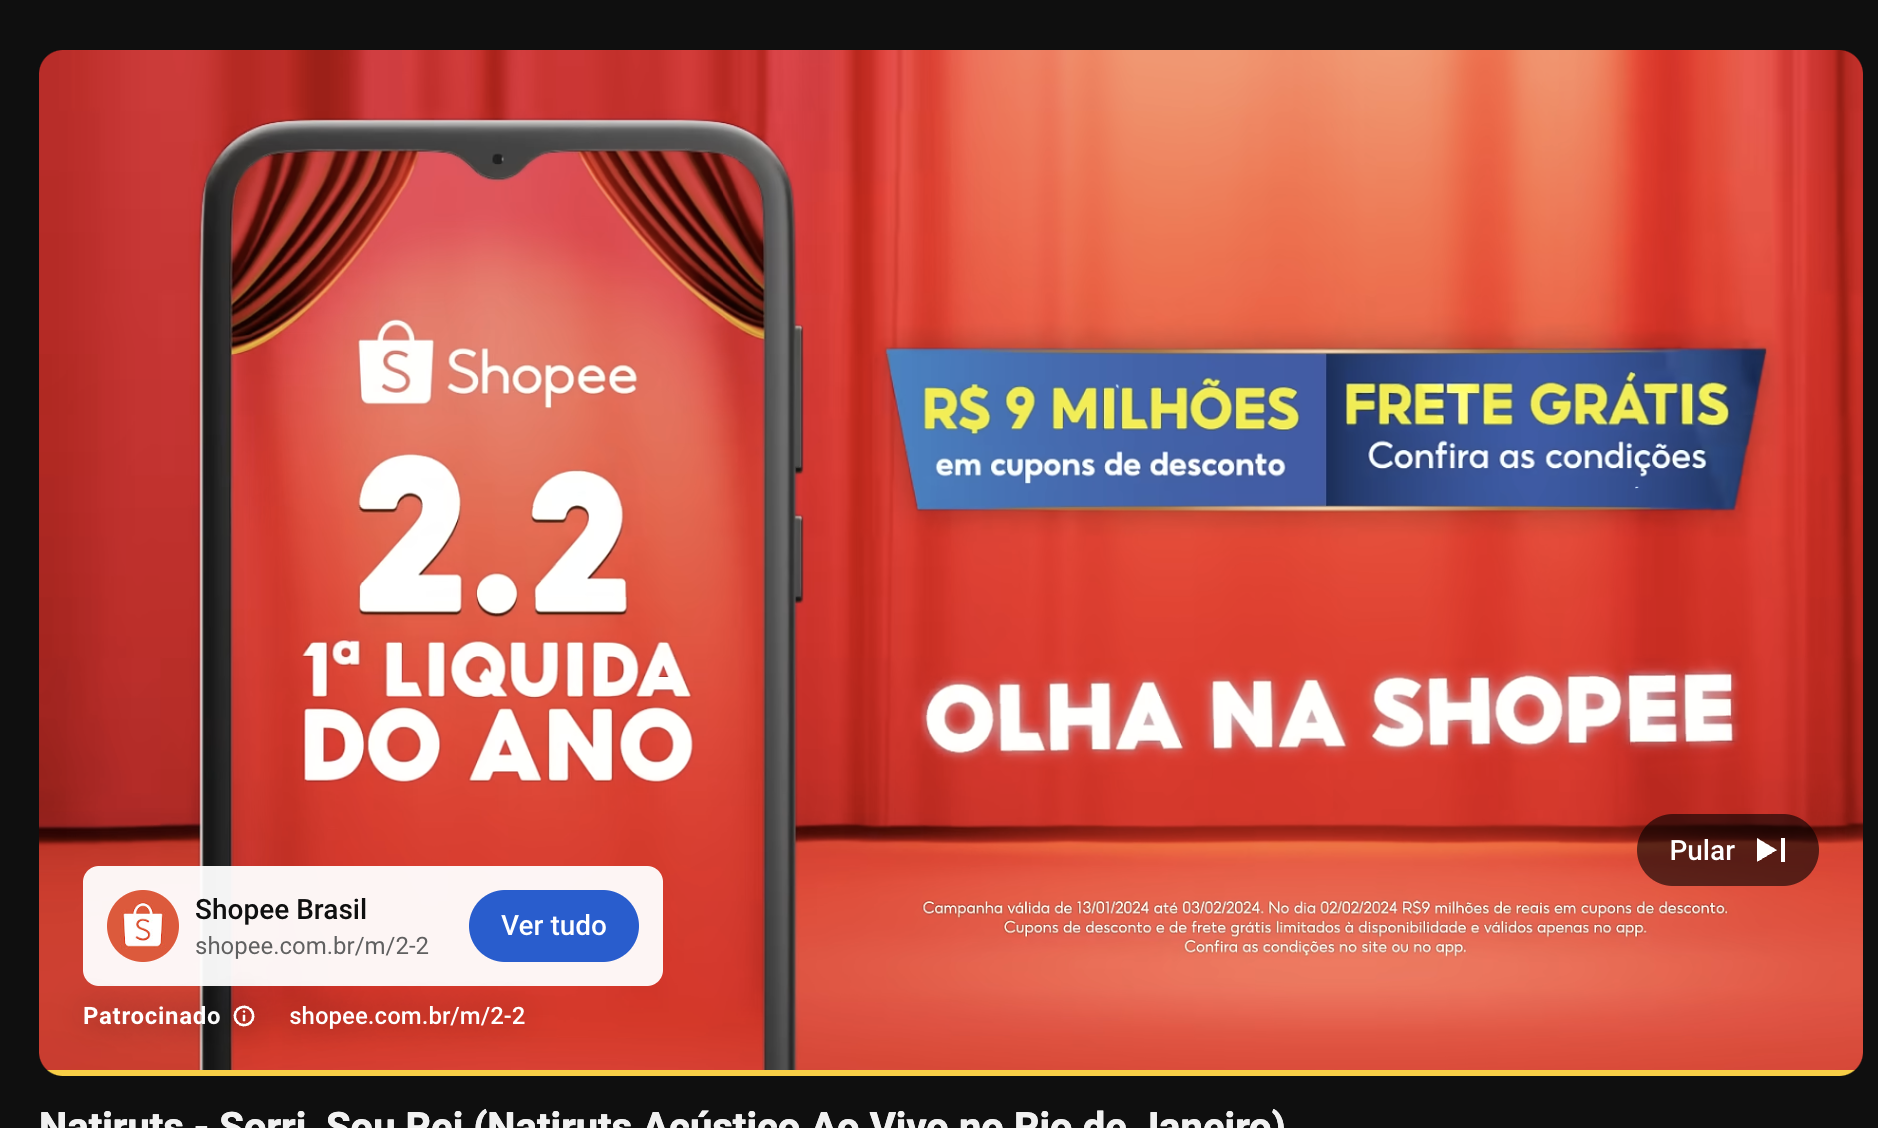 Shopee
2.2
1ª LIQUIDA
DO ANO
R$ 9 MILHÕES
em cupons de desconto
FRETE GRÁTIS
Confira as condições
OLHA NA SHOPEE
Pular
Campanha válida de 13/01/2024 até 03/02/2024. No dia 02/02/2024 R$9 milhões de reais em cupons de desconto.
Cupons de desconto e de frete grátis limitados à disponibilidade e válidos apenas no app.
Confira as condições no site ou no app.
Shopee Brasil
shopee.com.br/m/2-2
Ver tudo
Patrocinado shopee.com.br/m/2-2
Natiruts - Sorri, Sou Rei (Natiruts Acústico Ao Vivo no Rio de Janeiro)